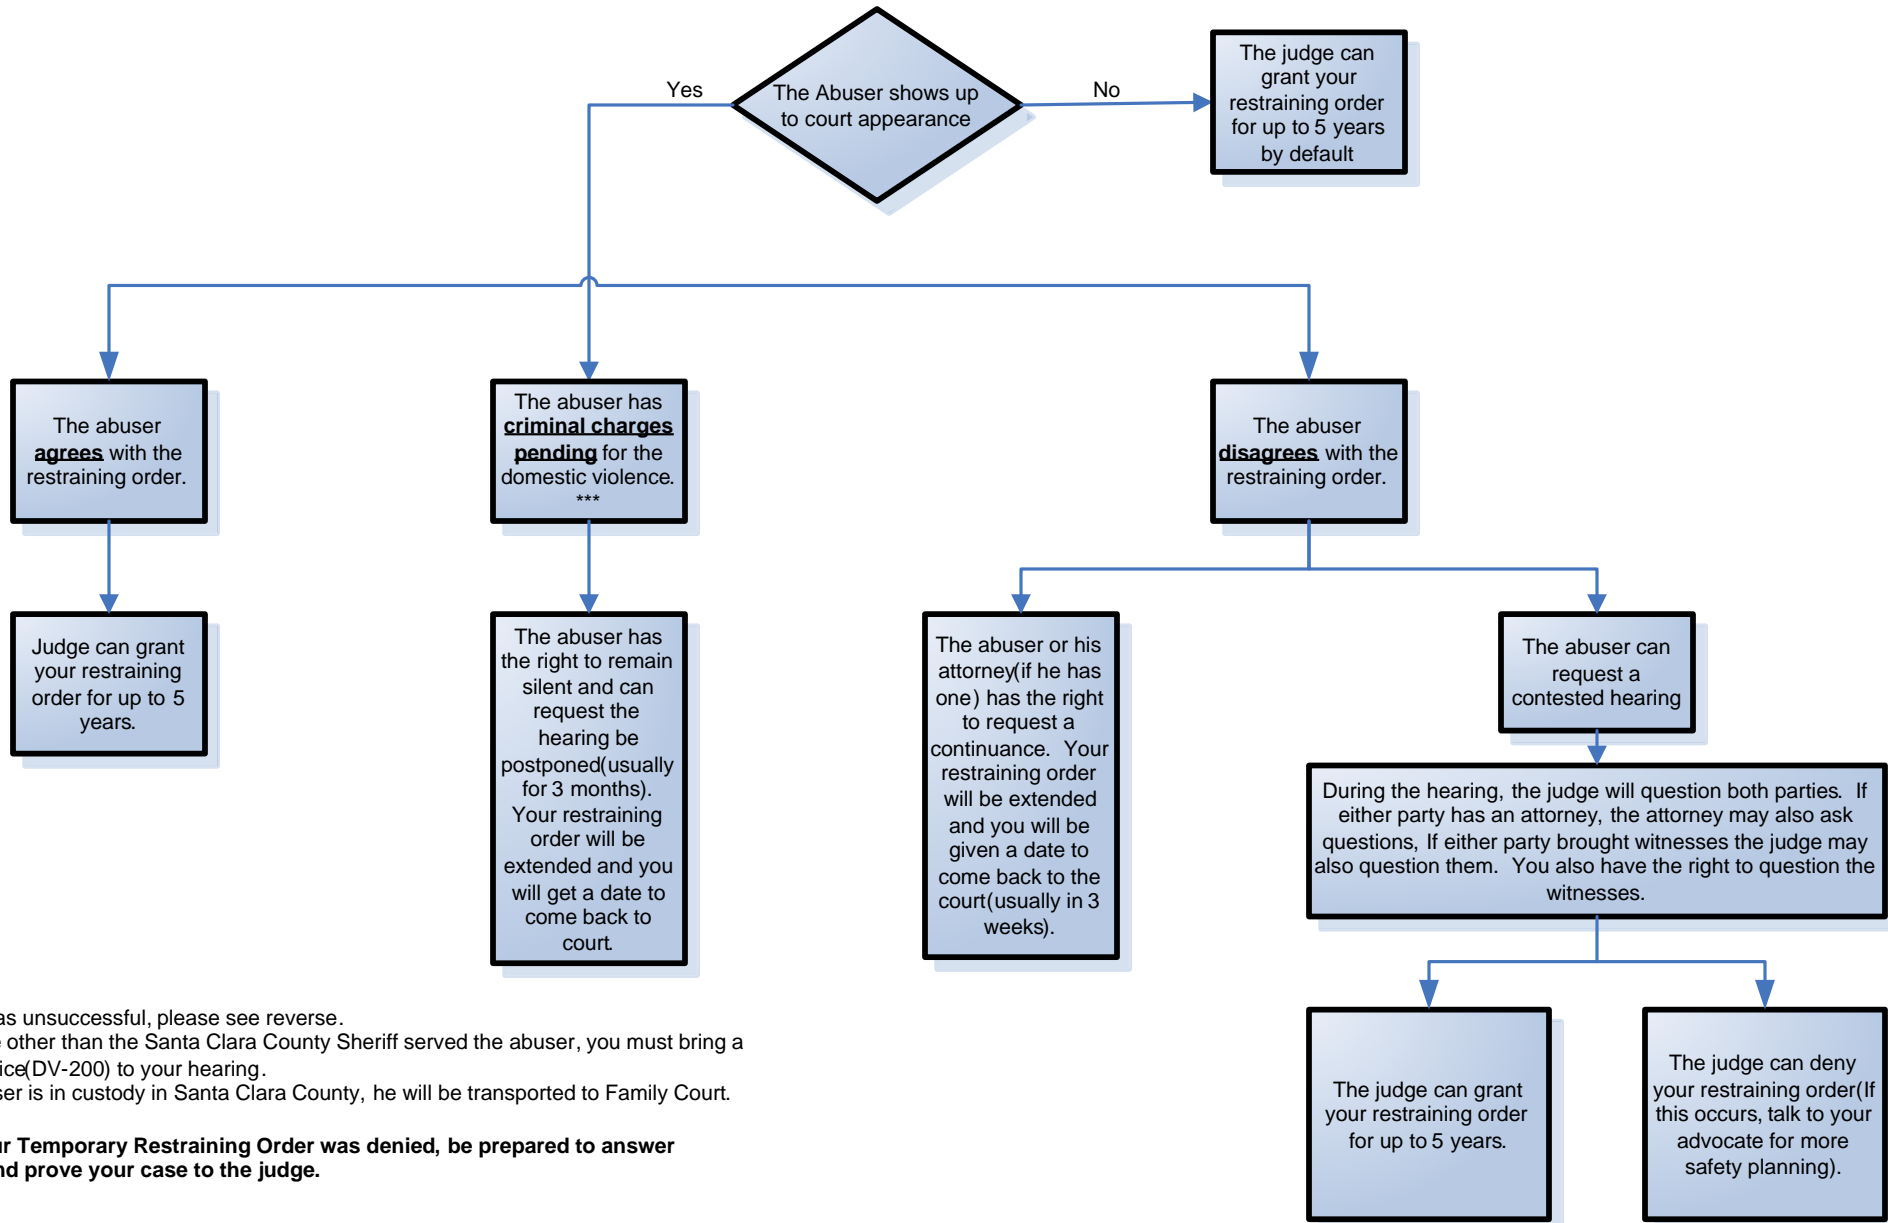 The Abuser shows up
to court appearance
Yes
No
The judge can
grant your
restraining order
for up to 5 years
by default
The abuser
agrees with the
restraining order.
The abuser has
criminal charges
pending for the
domestic violence.
***
The abuser
disagrees with the
restraining order.
Judge can grant
your restraining
order for up to 5
years.
The abuser has
the right to remain
silent and can
request the
hearing be
postponed(usually
for 3 months).
Your restraining
order will be
extended and you
will get a date to
come back to
court.
The abuser or his
attorney(if he has
one) has the right
to request a
continuance. Your
restraining order
will be extended
and you will be
given a date to
come back to the
court(usually in 3
weeks).
The abuser can
request a
contested hearing
During the hearing, the judge will question both parties. If
either party has an attorney, the attorney may also ask
questions, If either party brought witnesses the judge may
also question them. You also have the right to question the
witnesses.
The judge can grant
your restraining order
for up to 5 years.
The judge can deny
your restraining order(If
this occurs, talk to your
advocate for more
safety planning).
as unsuccessful, please see reverse.
other than the Santa Clara County Sheriff served the abuser, you must bring a
ice(DV-200) to your hearing.
ser is in custody in Santa Clara County, he will be transported to Family Court.
ur Temporary Restraining Order was denied, be prepared to answer
nd prove your case to the judge.